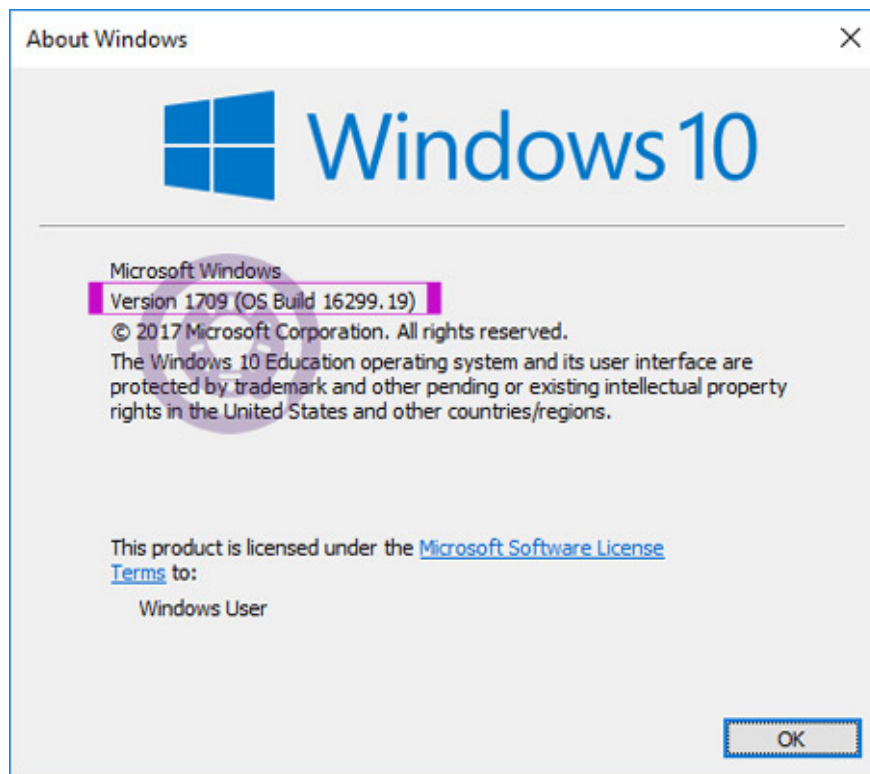 About Windows
Windows 10
Microsoft Windows
Version 1709 (OS Build 16299.19)
© 2017 Microsoft Corporation. All rights reserved.
The Windows 10 Education operating system and its user interface are
protected by trademark and other pending or existing intellectual property
rights in the United States and other countries/regions.
This product is licensed under the Microsoft Software License
Terms to:
Windows User
OK